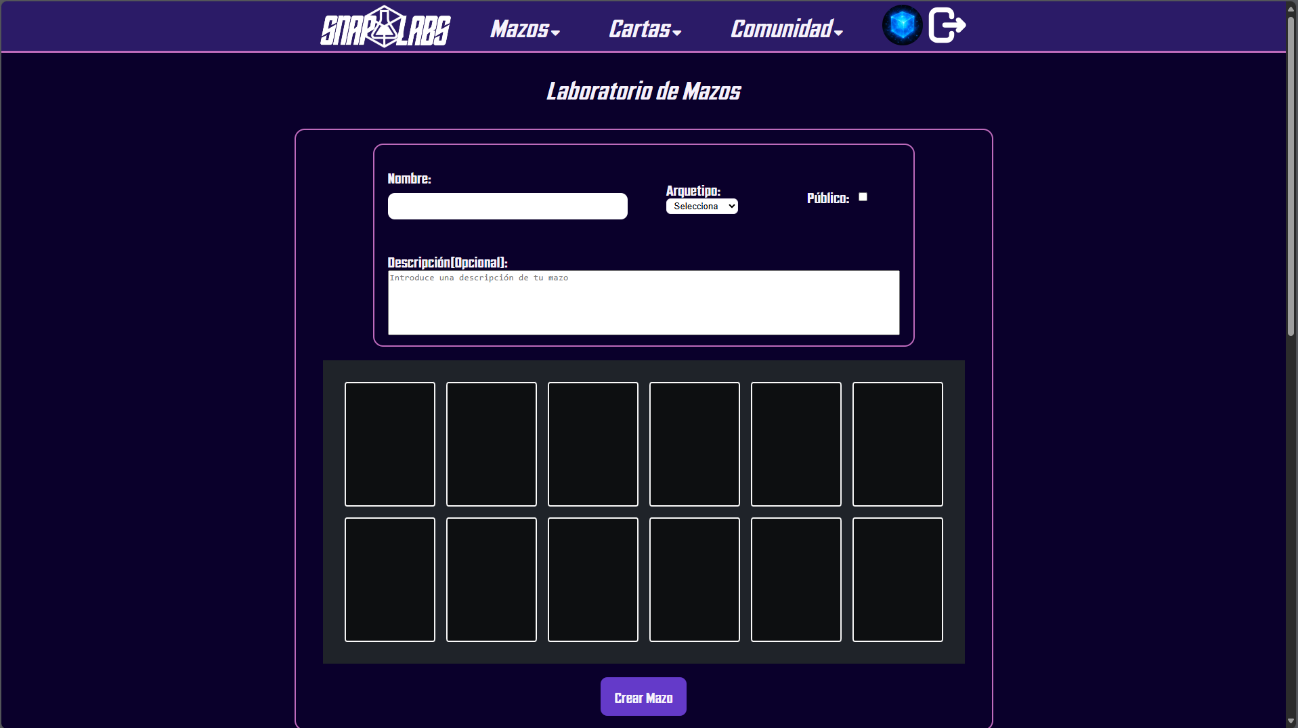 SNAP LABS
Mazos Cartas Comunidad
Laboratorio de Mazos
Nombre:
Arquetipo:
Selecciona
Público:
Descripción(Opcional):
Introduce una descripción de tu mazo
Crear Mazo